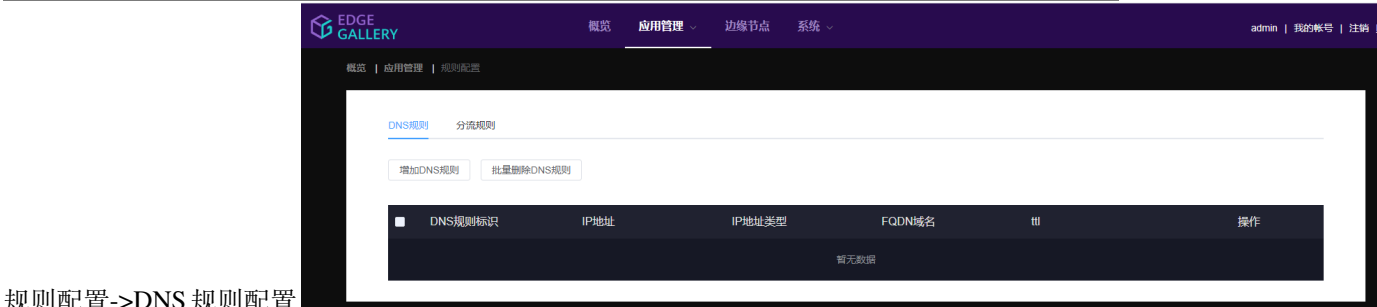 EDGE GALLERY 概览 应用管理 边缘节点 系统 admin | 我的帐号 | 注销
概览 | 应用管理 | 规则配置
DNS规则 分流规则
增加DNS规则 批量删除DNS规则
DNS规则标识 IP地址 IP地址类型 FQDN域名 ttl 操作
暂无数据
规则配置->DNS 规则配置